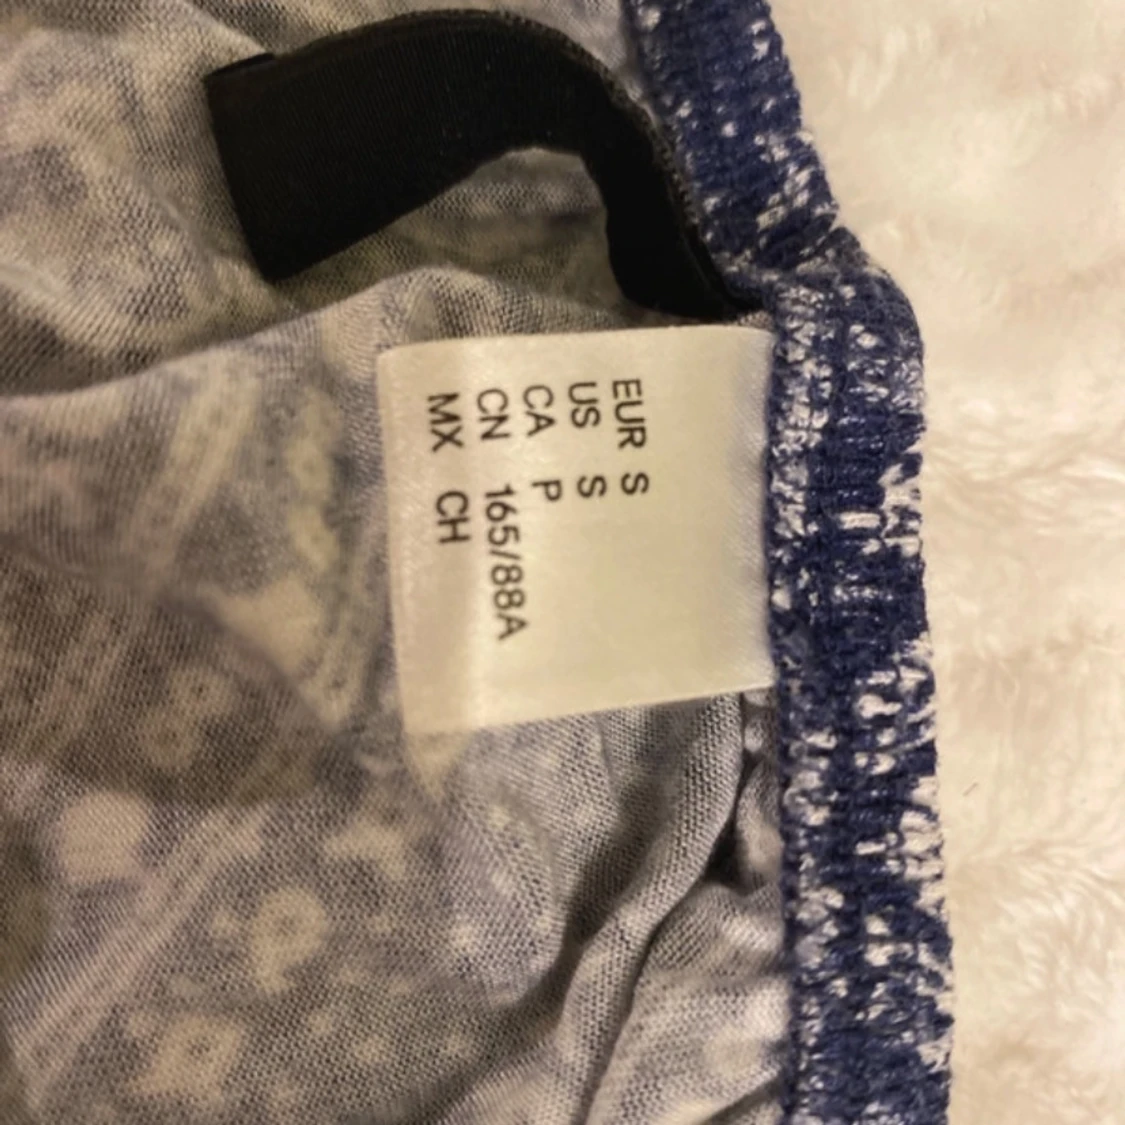 EUR S
US S
CA P
CN 165/88A
MX CH